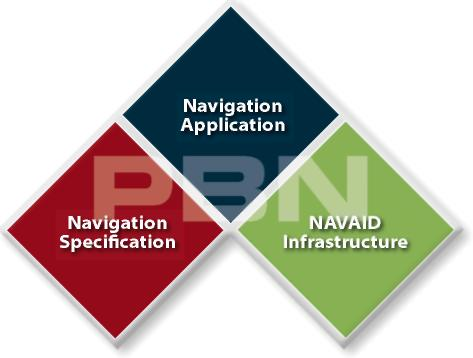 Navigation
Application
PBN
Navigation
Specification
NAVAID
Infrastructure